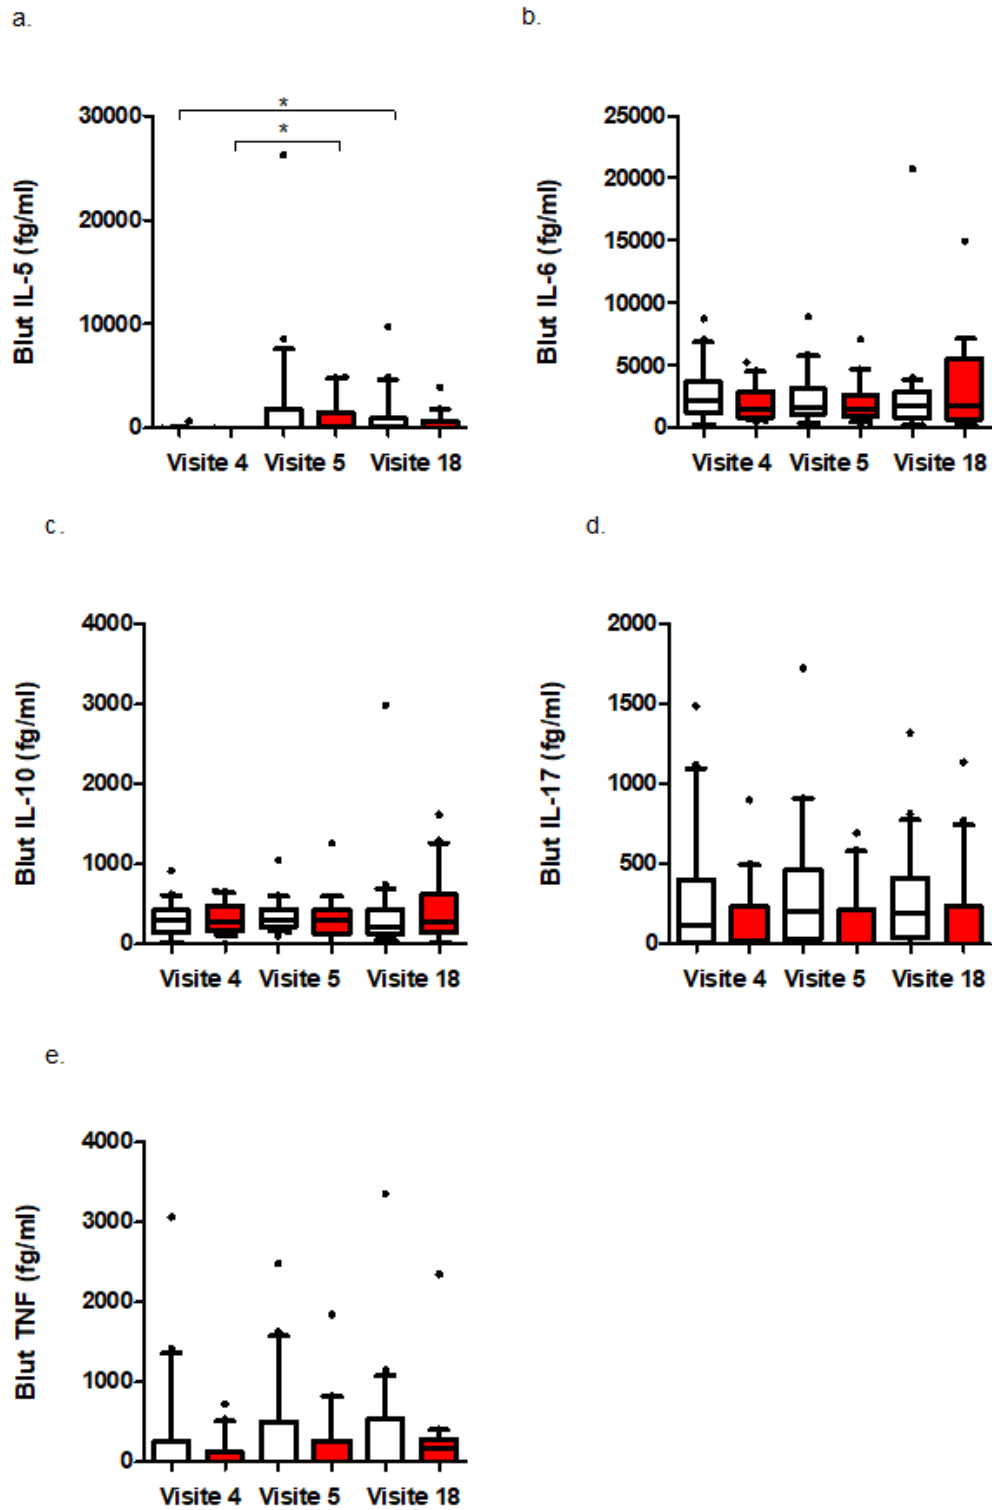 a.
b.
*
*
30000
20000
10000
0
Blut IL-5 (fg/ml)
Visite 4 Visite 5 Visite 18
25000
20000
15000
10000
5000
0
Blut IL-6 (fg/ml)
Visite 4 Visite 5 Visite 18
c.
d.
4000
3000
2000
1000
0
Blut IL-10 (fg/ml)
Visite 4 Visite 5 Visite 18
2000
1500
1000
500
0
Blut IL-17 (fg/ml)
Visite 4 Visite 5 Visite 18
e.
4000
3000
2000
1000
0
Blut TNF (fg/ml)
Visite 4 Visite 5 Visite 18